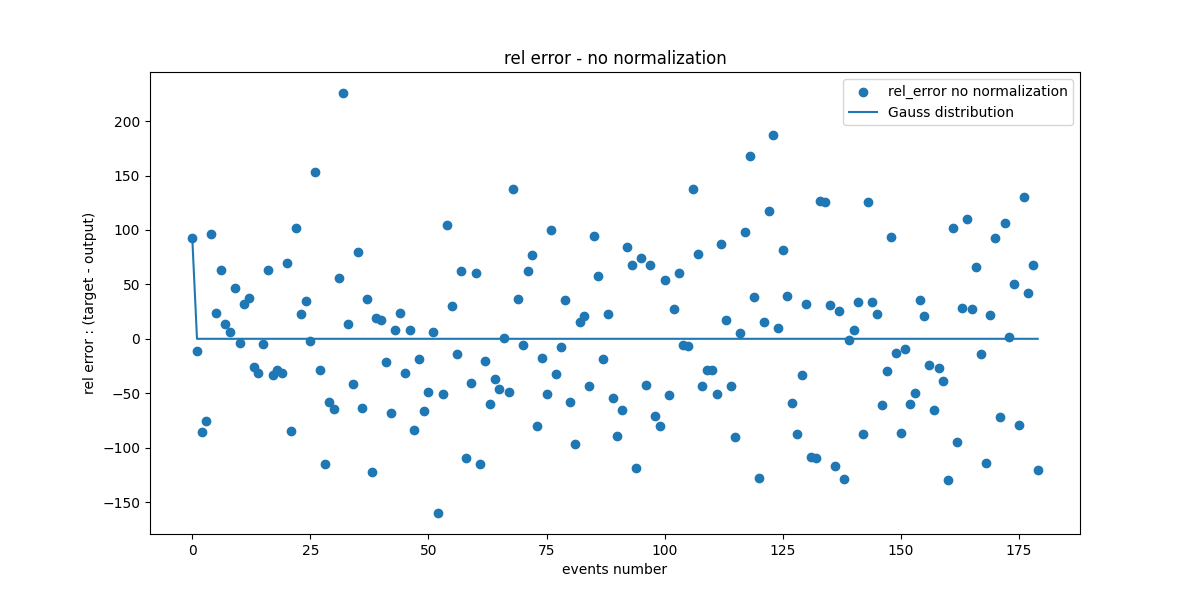 rel error - no normalization
rel_error no normalization
Gauss distribution
rel error : (target - output)
200
150
100
50
0
−50
−100
−150
0 25 50 75 100 125 150 175
events number